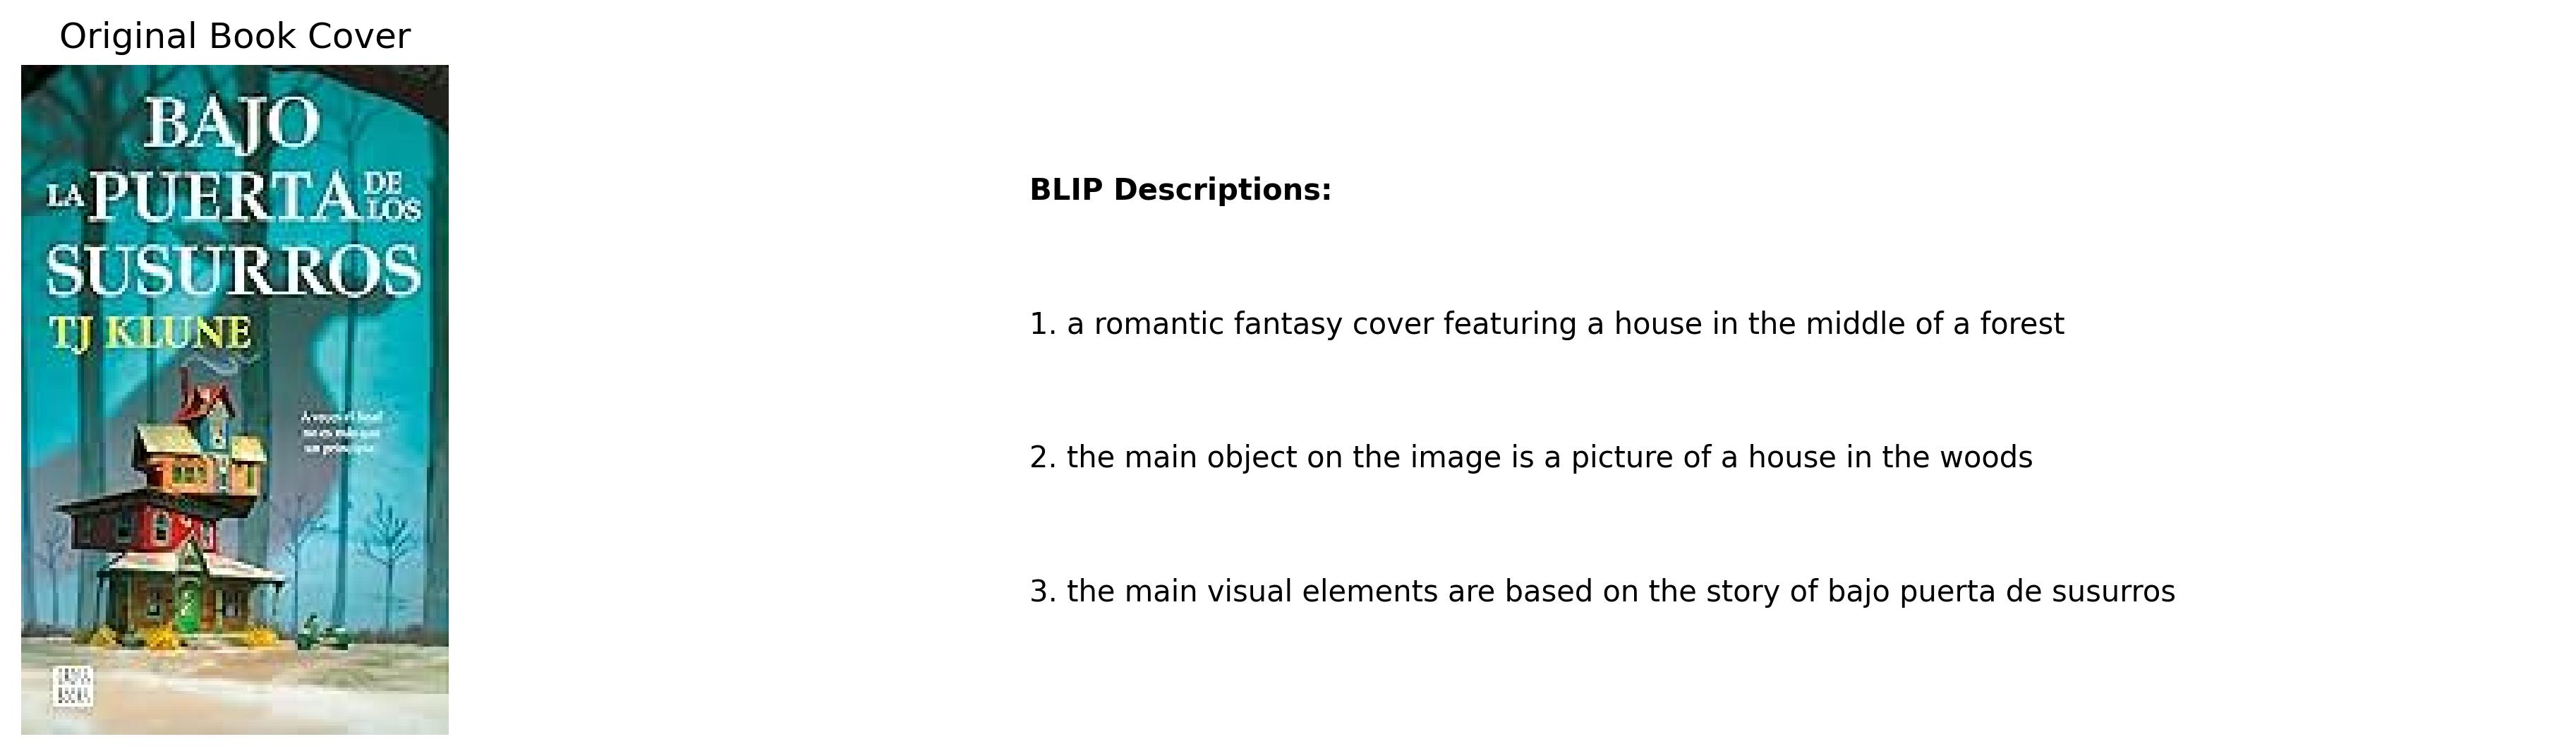 Original Book Cover
BAJO
LA PUERTA DE LOS
SUSURROS
TJ KLUNE
A veces el final
no es más que
un principio
BLIP Descriptions:
1. a romantic fantasy cover featuring a house in the middle of a forest
2. the main object on the image is a picture of a house in the woods
3. the main visual elements are based on the story of bajo puerta de susurros